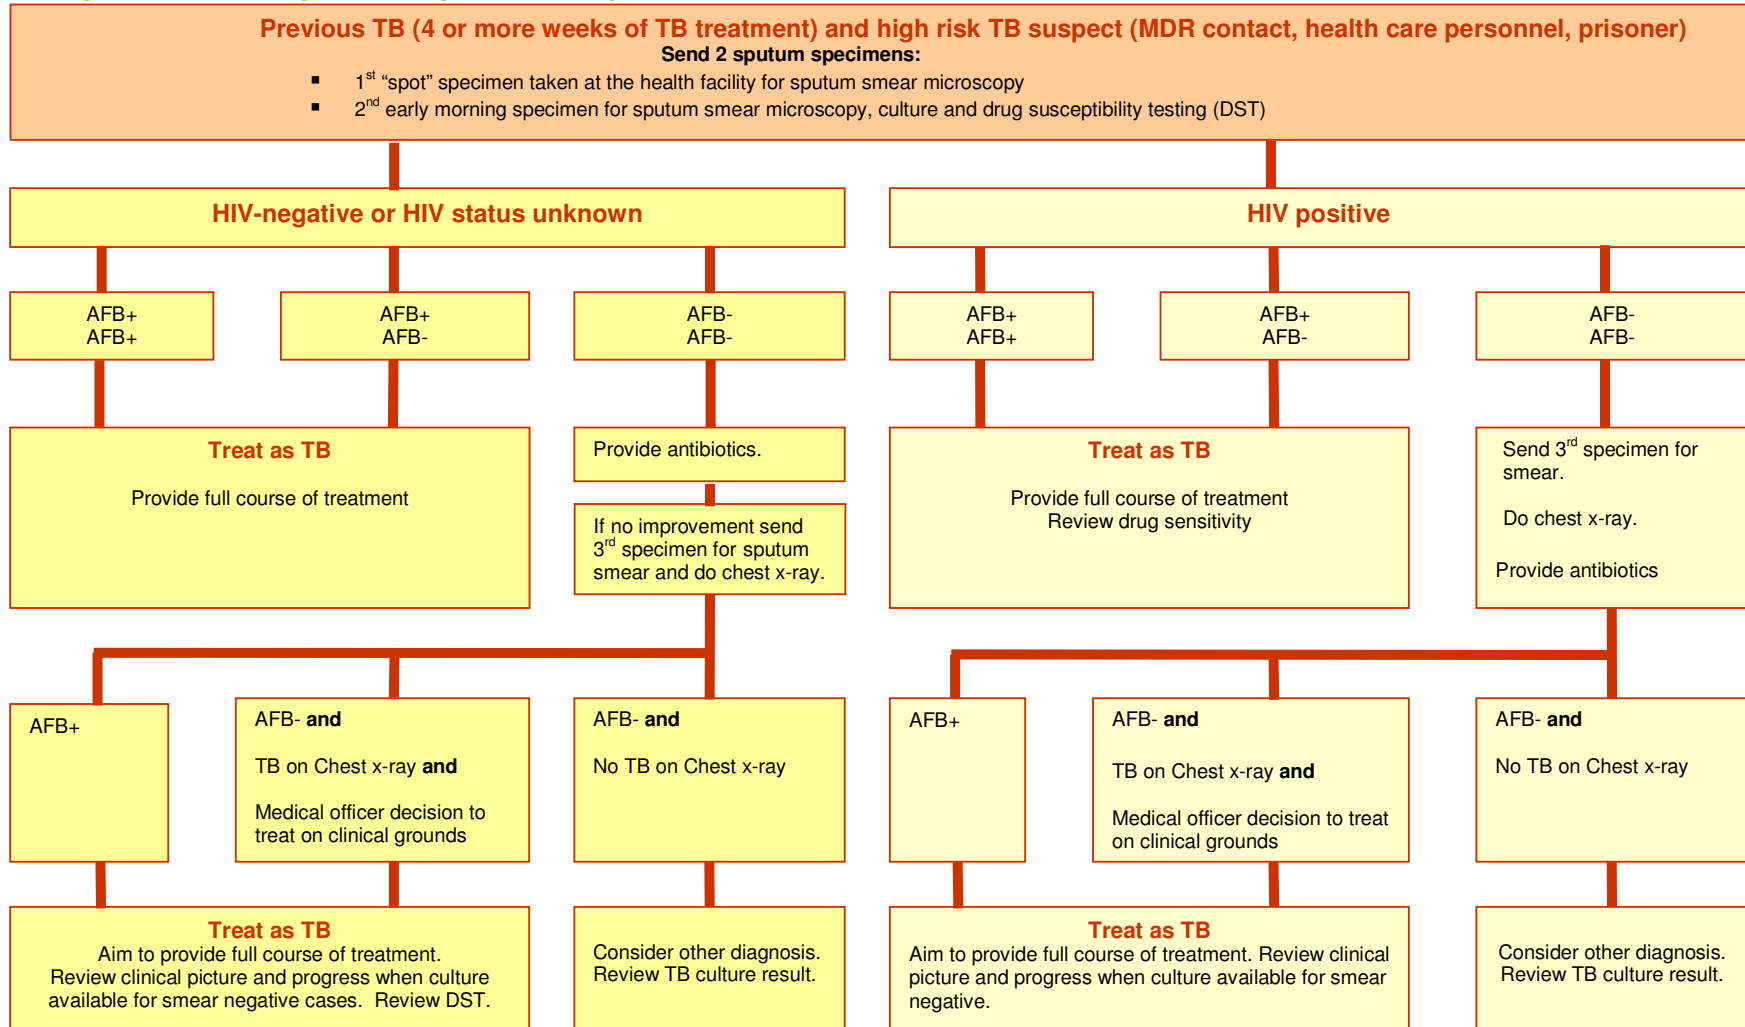 Previous TB (4 or more weeks of TB treatment) and high risk TB suspect (MDR contact, health care personnel, prisoner)
Send 2 sputum specimens:
▪ 1st “spot” specimen taken at the health facility for sputum smear microscopy
▪ 2nd early morning specimen for sputum smear microscopy, culture and drug susceptibility testing (DST)
HIV-negative or HIV status unknown
HIV positive
AFB+
AFB+
AFB+
AFB-
AFB-
AFB-
AFB+
AFB+
AFB+
AFB-
AFB-
AFB-
Treat as TB
Provide full course of treatment
Provide antibiotics.
If no improvement send
3rd specimen for sputum
smear and do chest x-ray.
Treat as TB
Provide full course of treatment
Review drug sensitivity
Send 3rd specimen for
smear.
Do chest x-ray.
Provide antibiotics
AFB+
AFB- and
TB on Chest x-ray and
Medical officer decision to
treat on clinical grounds
AFB- and
No TB on Chest x-ray
AFB+
AFB- and
TB on Chest x-ray and
Medical officer decision to treat
on clinical grounds
AFB- and
No TB on Chest x-ray
Treat as TB
Aim to provide full course of treatment.
Review clinical picture and progress when culture
available for smear negative cases. Review DST.
Consider other diagnosis.
Review TB culture result.
Treat as TB
Aim to provide full course of treatment. Review clinical
picture and progress when culture available for smear
negative.
Consider other diagnosis.
Review TB culture result.